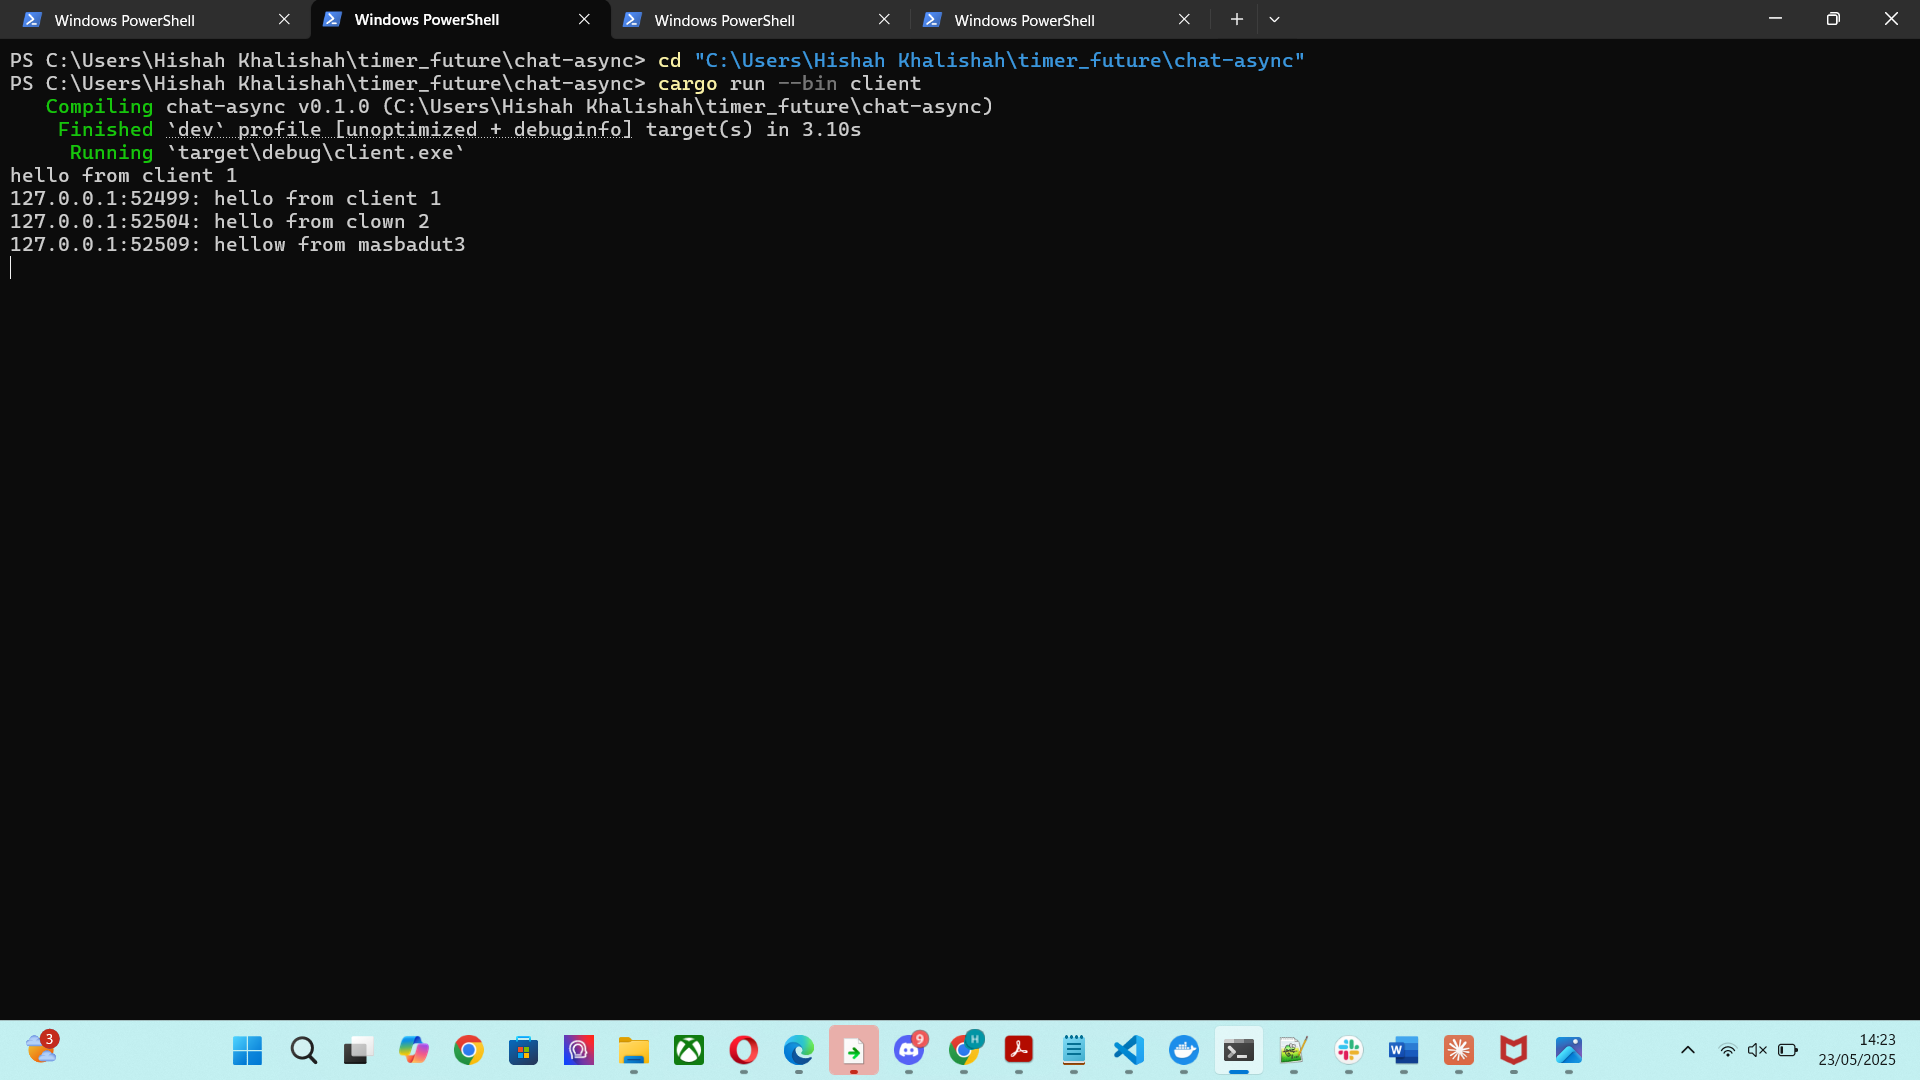 Windows PowerShell
Windows PowerShell
Windows PowerShell
Windows PowerShell
PS C:\Users\Hishah Khalishah\timer_future\chat-async> cd "C:\Users\Hishah Khalishah\timer_future\chat-async"
PS C:\Users\Hishah Khalishah\timer_future\chat-async> cargo run --bin client
Compiling chat-async v0.1.0 (C:\Users\Hishah Khalishah\timer_future\chat-async)
Finished `dev` profile [unoptimized + debuginfo] target(s) in 3.10s
Running `target\debug\client.exe`
hello from client 1
127.0.0.1:52499: hello from client 1
127.0.0.1:52504: hello from clown 2
127.0.0.1:52509: hellow from masbadut3
3
9
H
W
14:23
23/05/2025